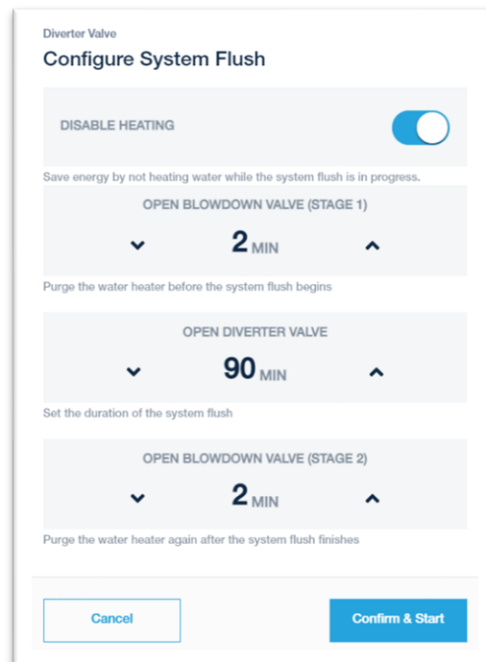 Diverter Valve
Configure System Flush
DISABLE HEATING
Save energy by not heating water while the system flush is in progress.
OPEN BLOWDOWN VALVE (STAGE 1)
2 MIN
Purge the water heater before the system flush begins
OPEN DIVERTER VALVE
90 MIN
Set the duration of the system flush
OPEN BLOWDOWN VALVE (STAGE 2)
2 MIN
Purge the water heater again after the system flush finishes
Cancel Confirm & Start